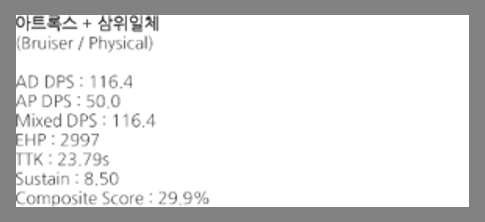 아트록스 + 삼위일체
(Bruiser / Physical)
AD DPS : 116.4
AP DPS : 50.0
Mixed DPS : 116.4
EHP : 2997
TTK : 23.79s
Sustain : 8.50
Composite Score : 29.9%